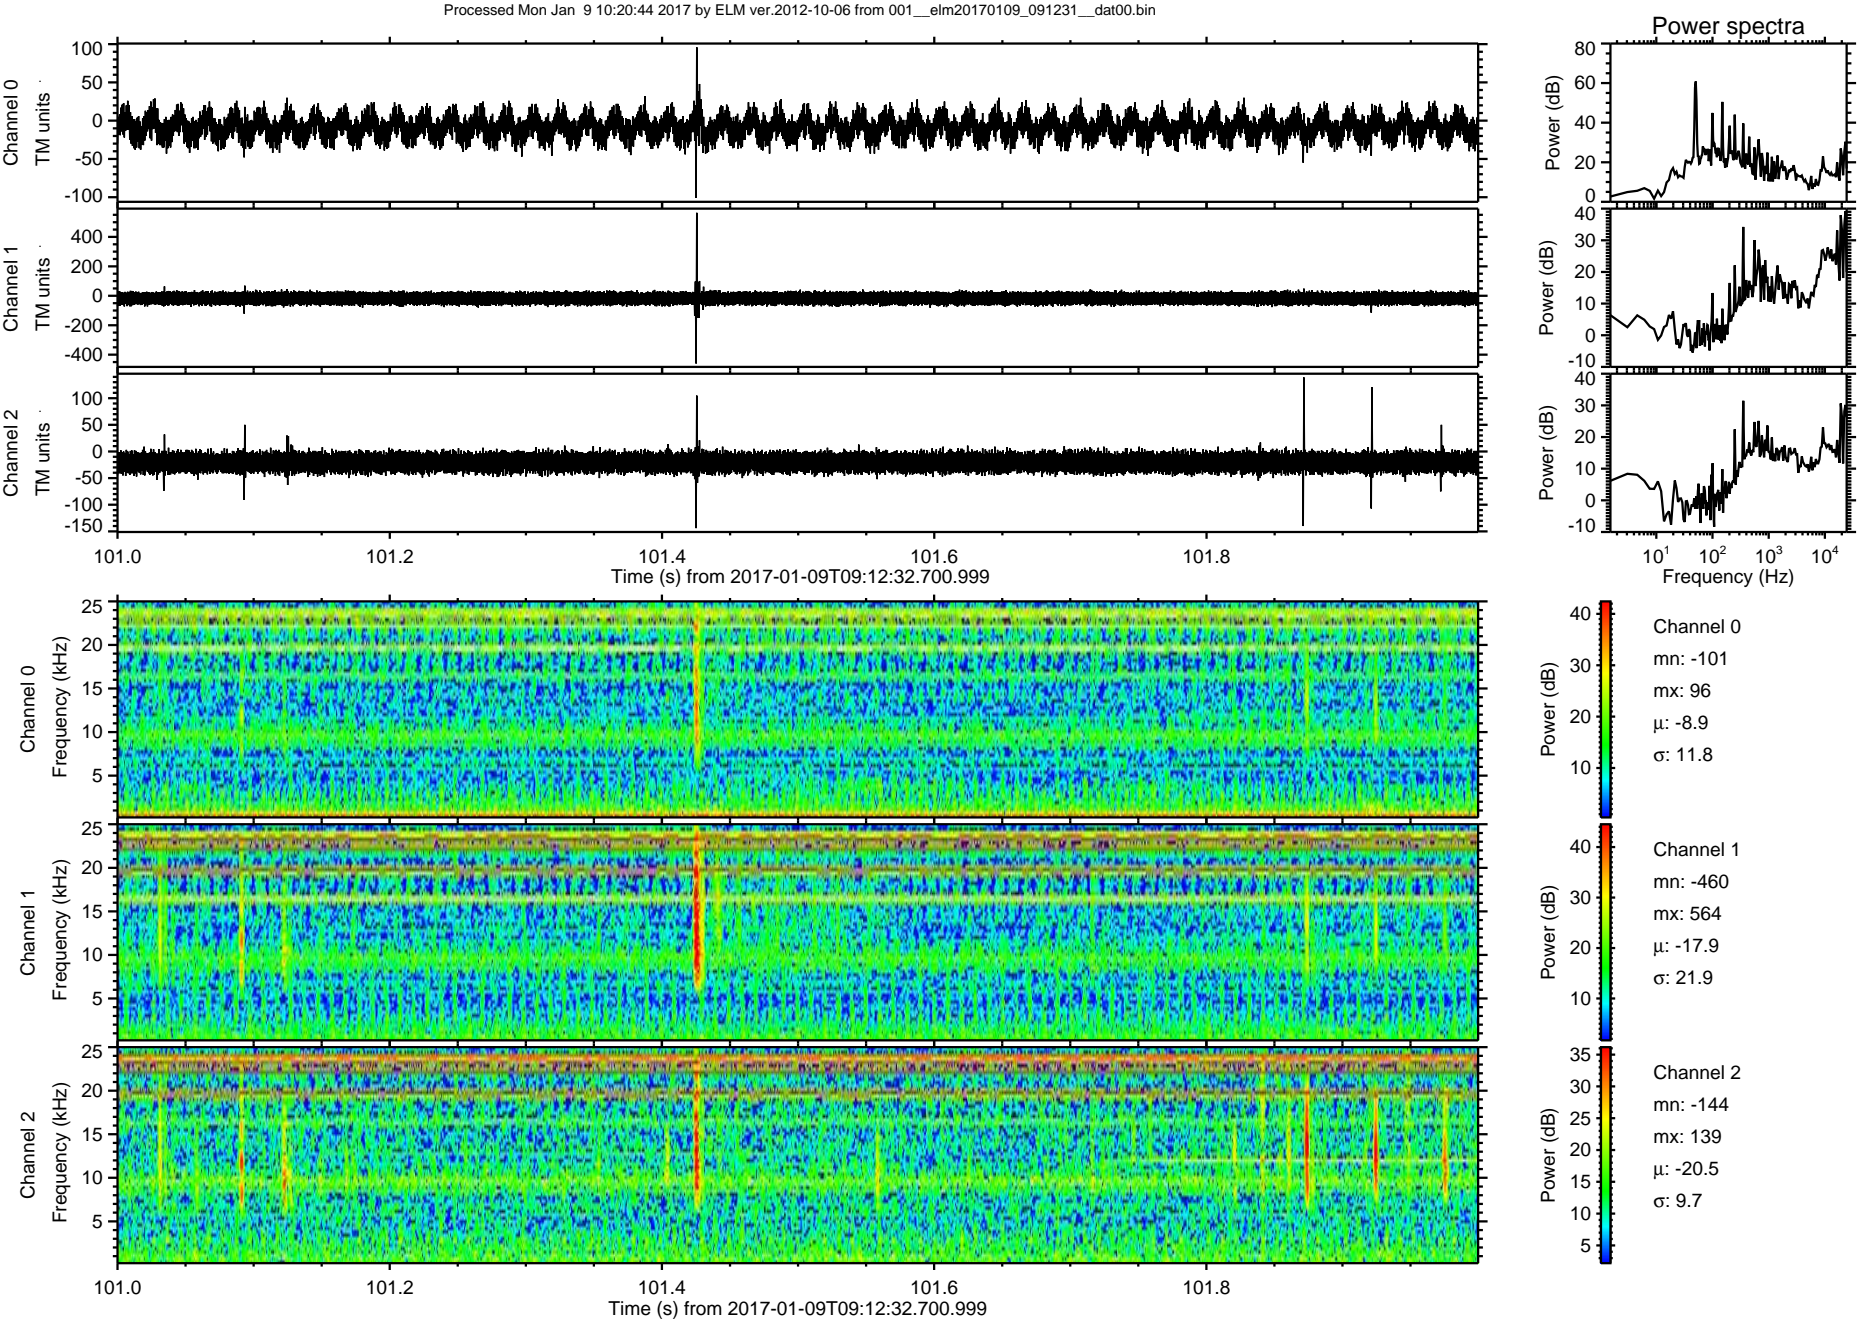 Processed Mon Jan  9 10:20:44 2017 by ELM ver.2012-10-06 from 001__elm20170109_091231__dat00.bin
Power spectra
Channel 0
TM units
100
50
0
-50
-100
Power (dB)
80
60
40
20
0
Channel 1
TM units
400
200
0
-200
-400
Power (dB)
40
30
20
10
0
-10
Channel 2
TM units
100
50
0
-50
-100
-150
Power (dB)
40
30
20
10
0
-10
101.0 101.2 101.4 101.6 101.8
Time (s) from 2017-01-09T09:12:32.700.999
10¹ 10² 10³ 10⁴
Frequency (Hz)
Channel 0
Frequency (kHz)
25
20
15
10
5
Power (dB)
40
30
20
10
Channel 0
mn: -101
mx: 96
μ: -8.9
σ: 11.8
Channel 1
Frequency (kHz)
25
20
15
10
5
Power (dB)
40
30
20
10
Channel 1
mn: -460
mx: 564
μ: -17.9
σ: 21.9
Channel 2
Frequency (kHz)
25
20
15
10
5
Power (dB)
35
30
25
20
15
10
5
Channel 2
mn: -144
mx: 139
μ: -20.5
σ: 9.7
101.0 101.2 101.4 101.6 101.8
Time (s) from 2017-01-09T09:12:32.700.999